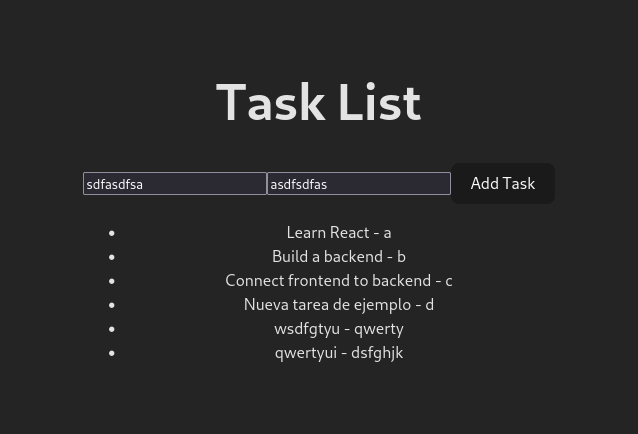 Task List
sdfasdfsa asdfsdfas Add Task
• Learn React - a
• Build a backend - b
• Connect frontend to backend - c
• Nueva tarea de ejemplo - d
• wsdfgtyu - qwerty
• qwertyui - dsfghjk